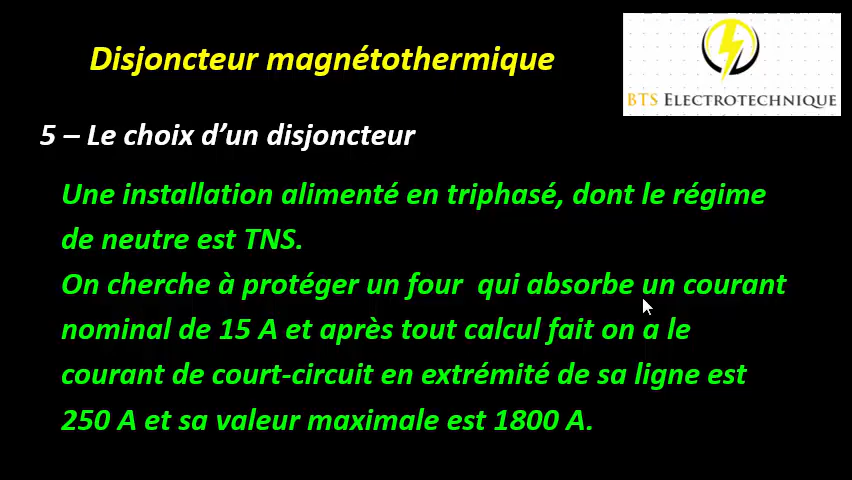 Disjoncteur magnétothermique
BTS ELECTROTECHNIQUE
5 – Le choix d’un disjoncteur
Une installation alimenté en triphasé, dont le régime
de neutre est TNS.
On cherche à protéger un four qui absorbe un courant
nominal de 15 A et après tout calcul fait on a le
courant de court-circuit en extrémité de sa ligne est
250 A et sa valeur maximale est 1800 A.